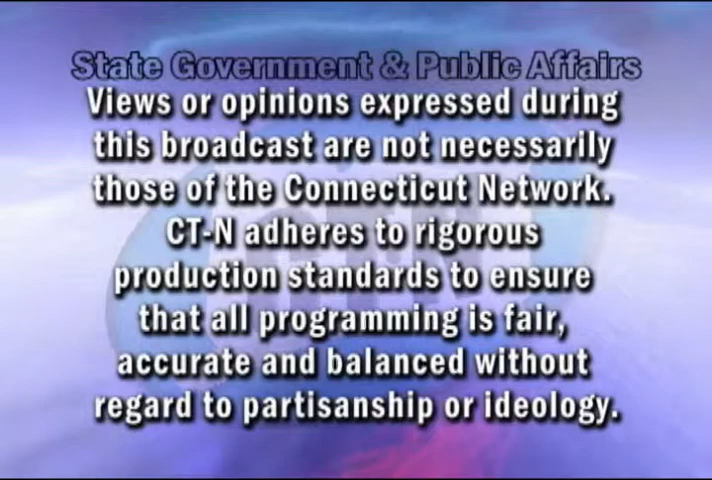 State Government & Public Affairs
Views or opinions expressed during
this broadcast are not necessarily
those of the Connecticut Network.
CT-N adheres to rigorous
production standards to ensure
that all programming is fair,
accurate and balanced without
regard to partisanship or ideology.